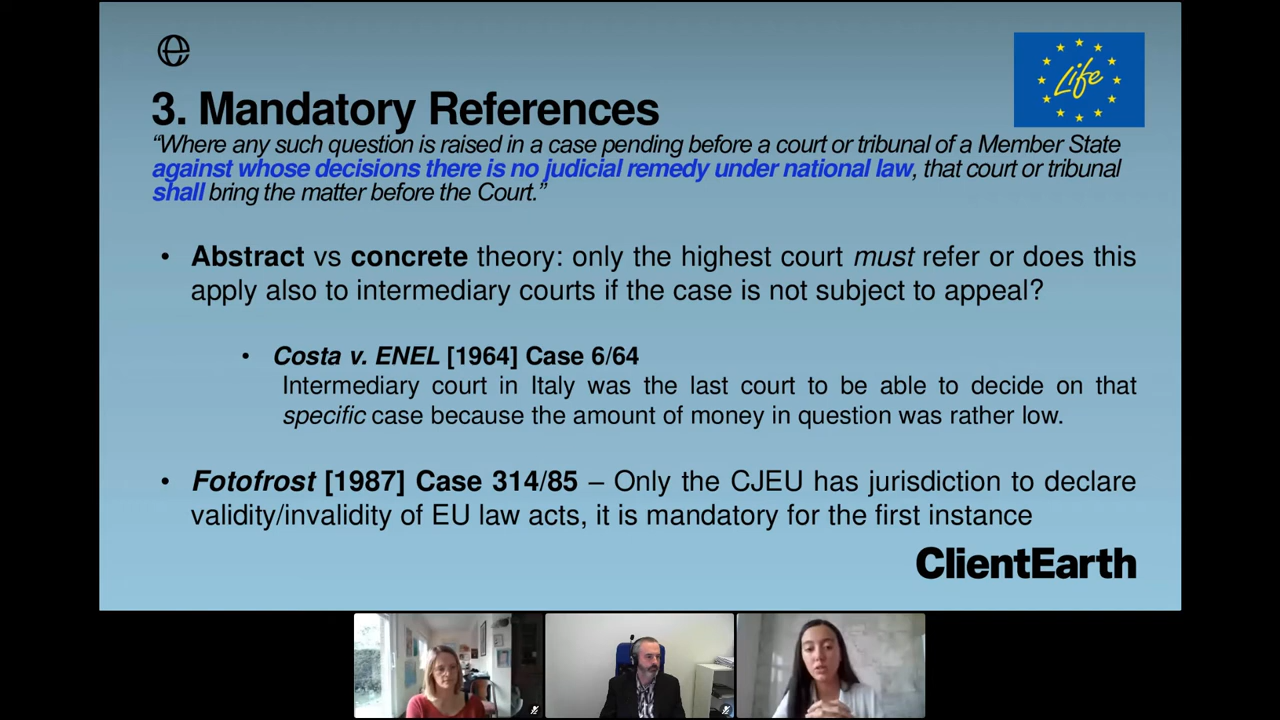 3. Mandatory References
“Where any such question is raised in a case pending before a court or tribunal of a Member State
against whose decisions there is no judicial remedy under national law, that court or tribunal
shall bring the matter before the Court.”
Life
• Abstract vs concrete theory: only the highest court must refer or does this
apply also to intermediary courts if the case is not subject to appeal?
• Costa v. ENEL [1964] Case 6/64
Intermediary court in Italy was the last court to be able to decide on that
specific case because the amount of money in question was rather low.
• Fotofrost [1987] Case 314/85 – Only the CJEU has jurisdiction to declare
validity/invalidity of EU law acts, it is mandatory for the first instance
ClientEarth